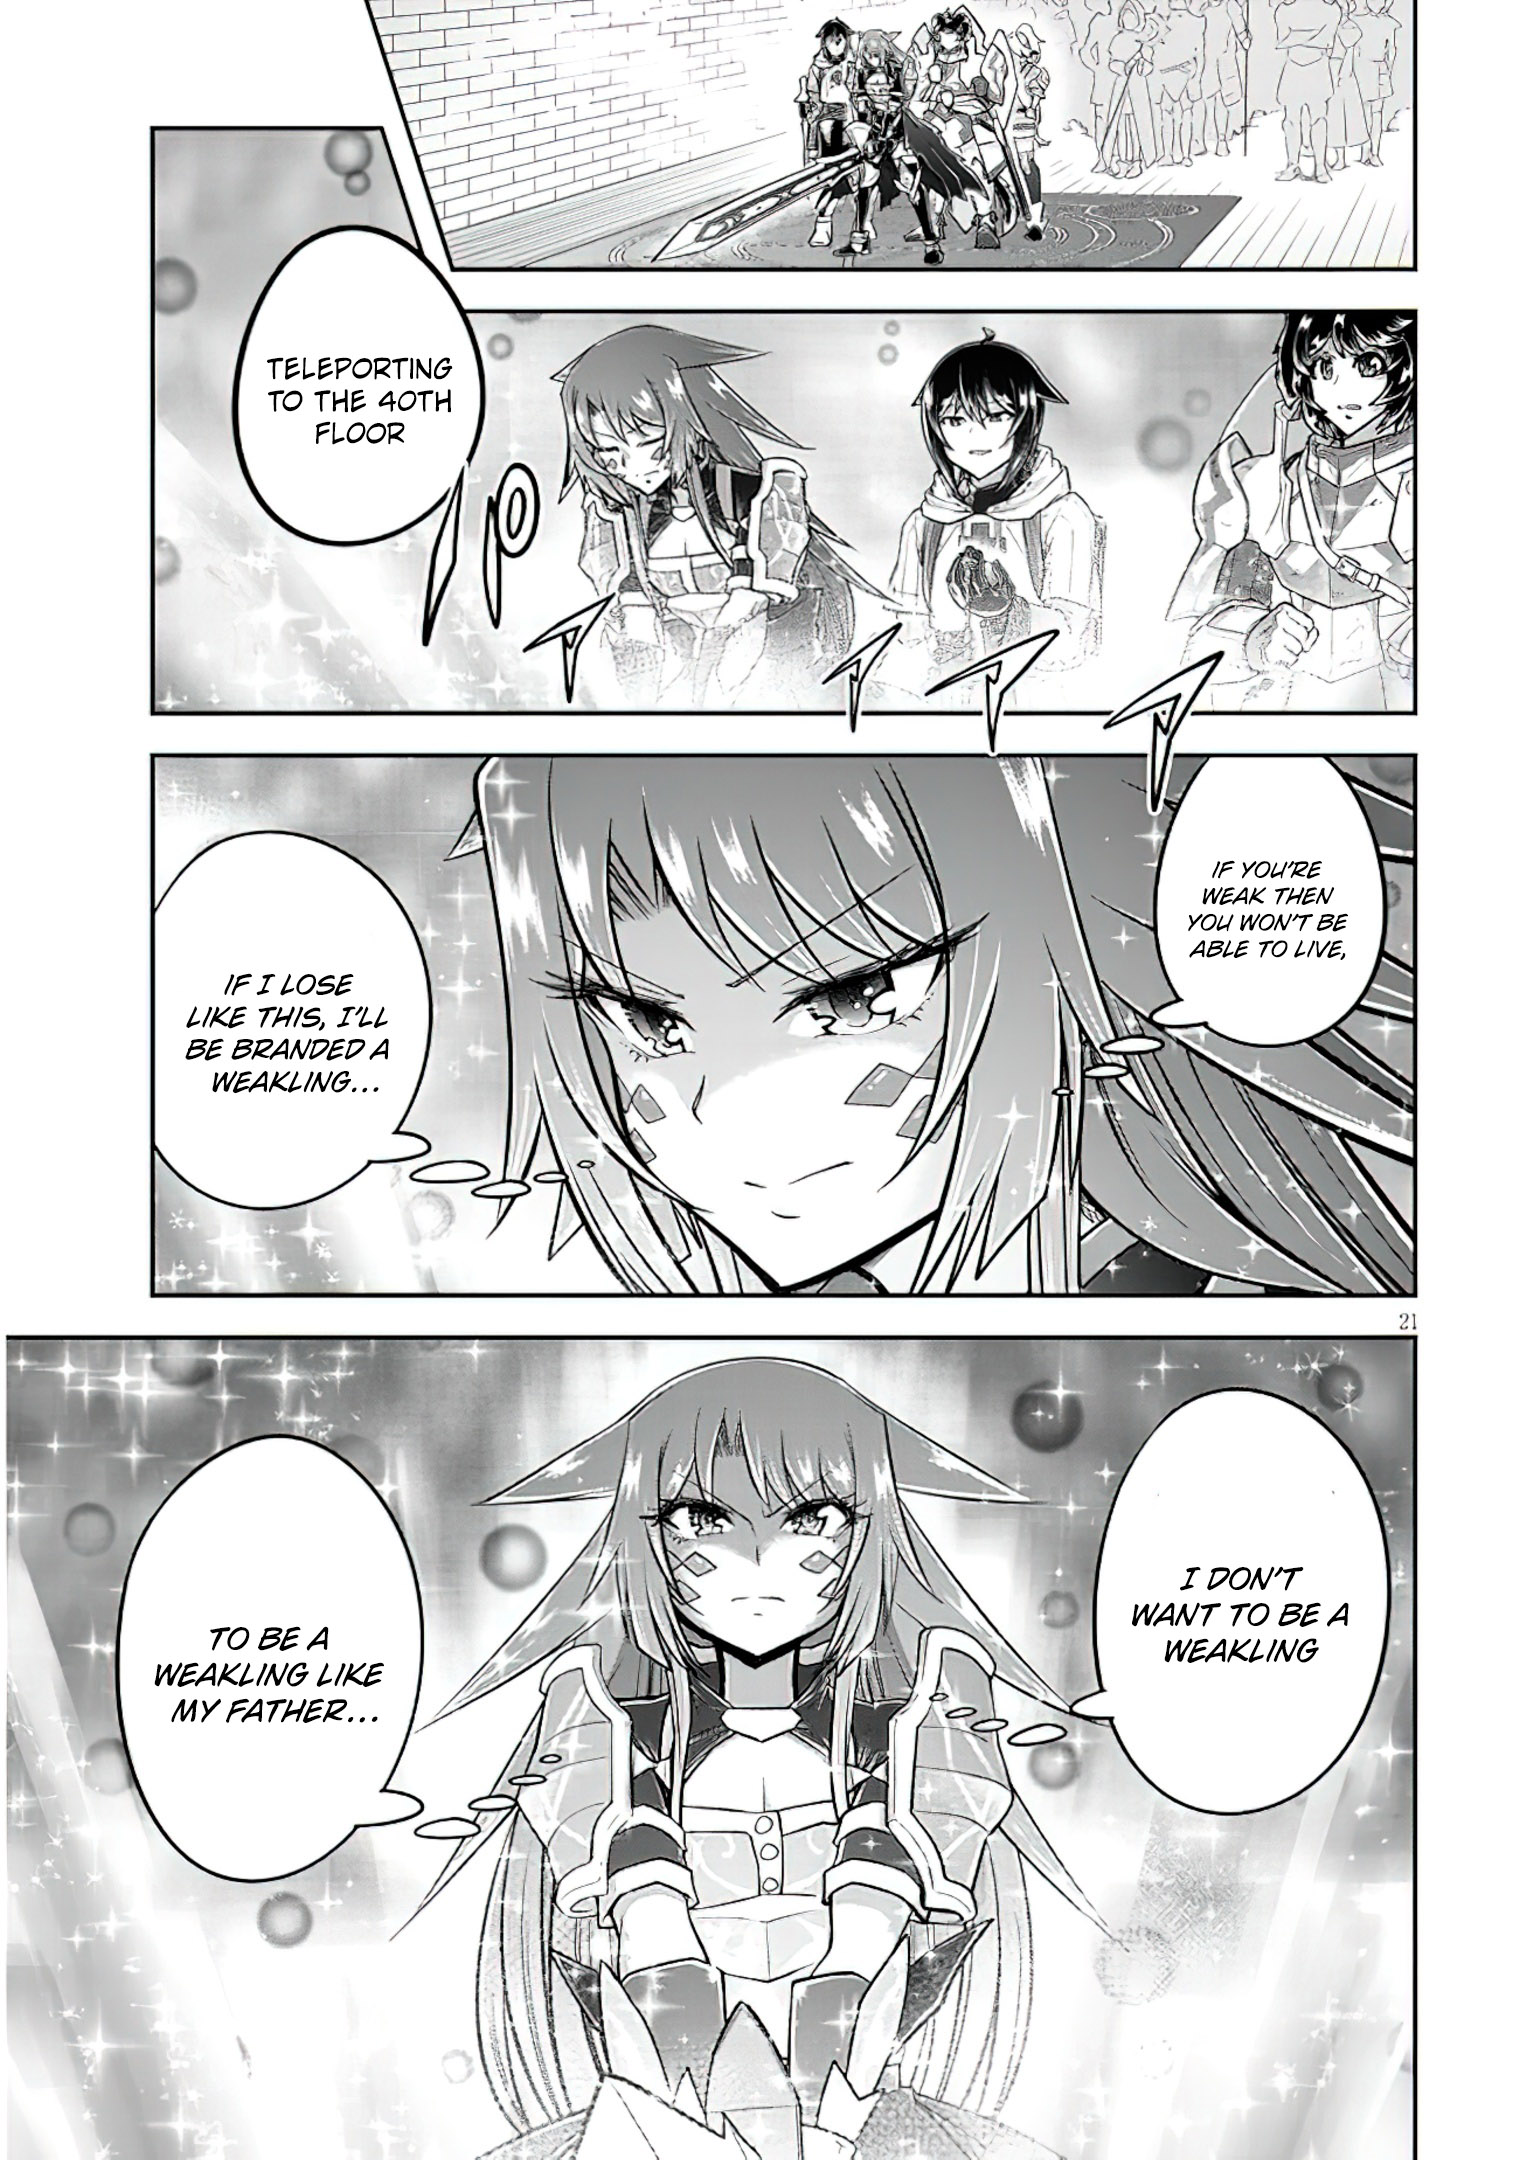 TELEPORTING
TO THE 40TH
FLOOR
IF YOU'RE
WEAK THEN
YOU WON'T BE
ABLE TO LIVE,
IF I LOSE
LIKE THIS, I'LL
BE BRANDED A
WEAKLING...
21
I DON'T
WANT TO BE A
WEAKLING
TO BE A
WEAKLING LIKE
MY FATHER...